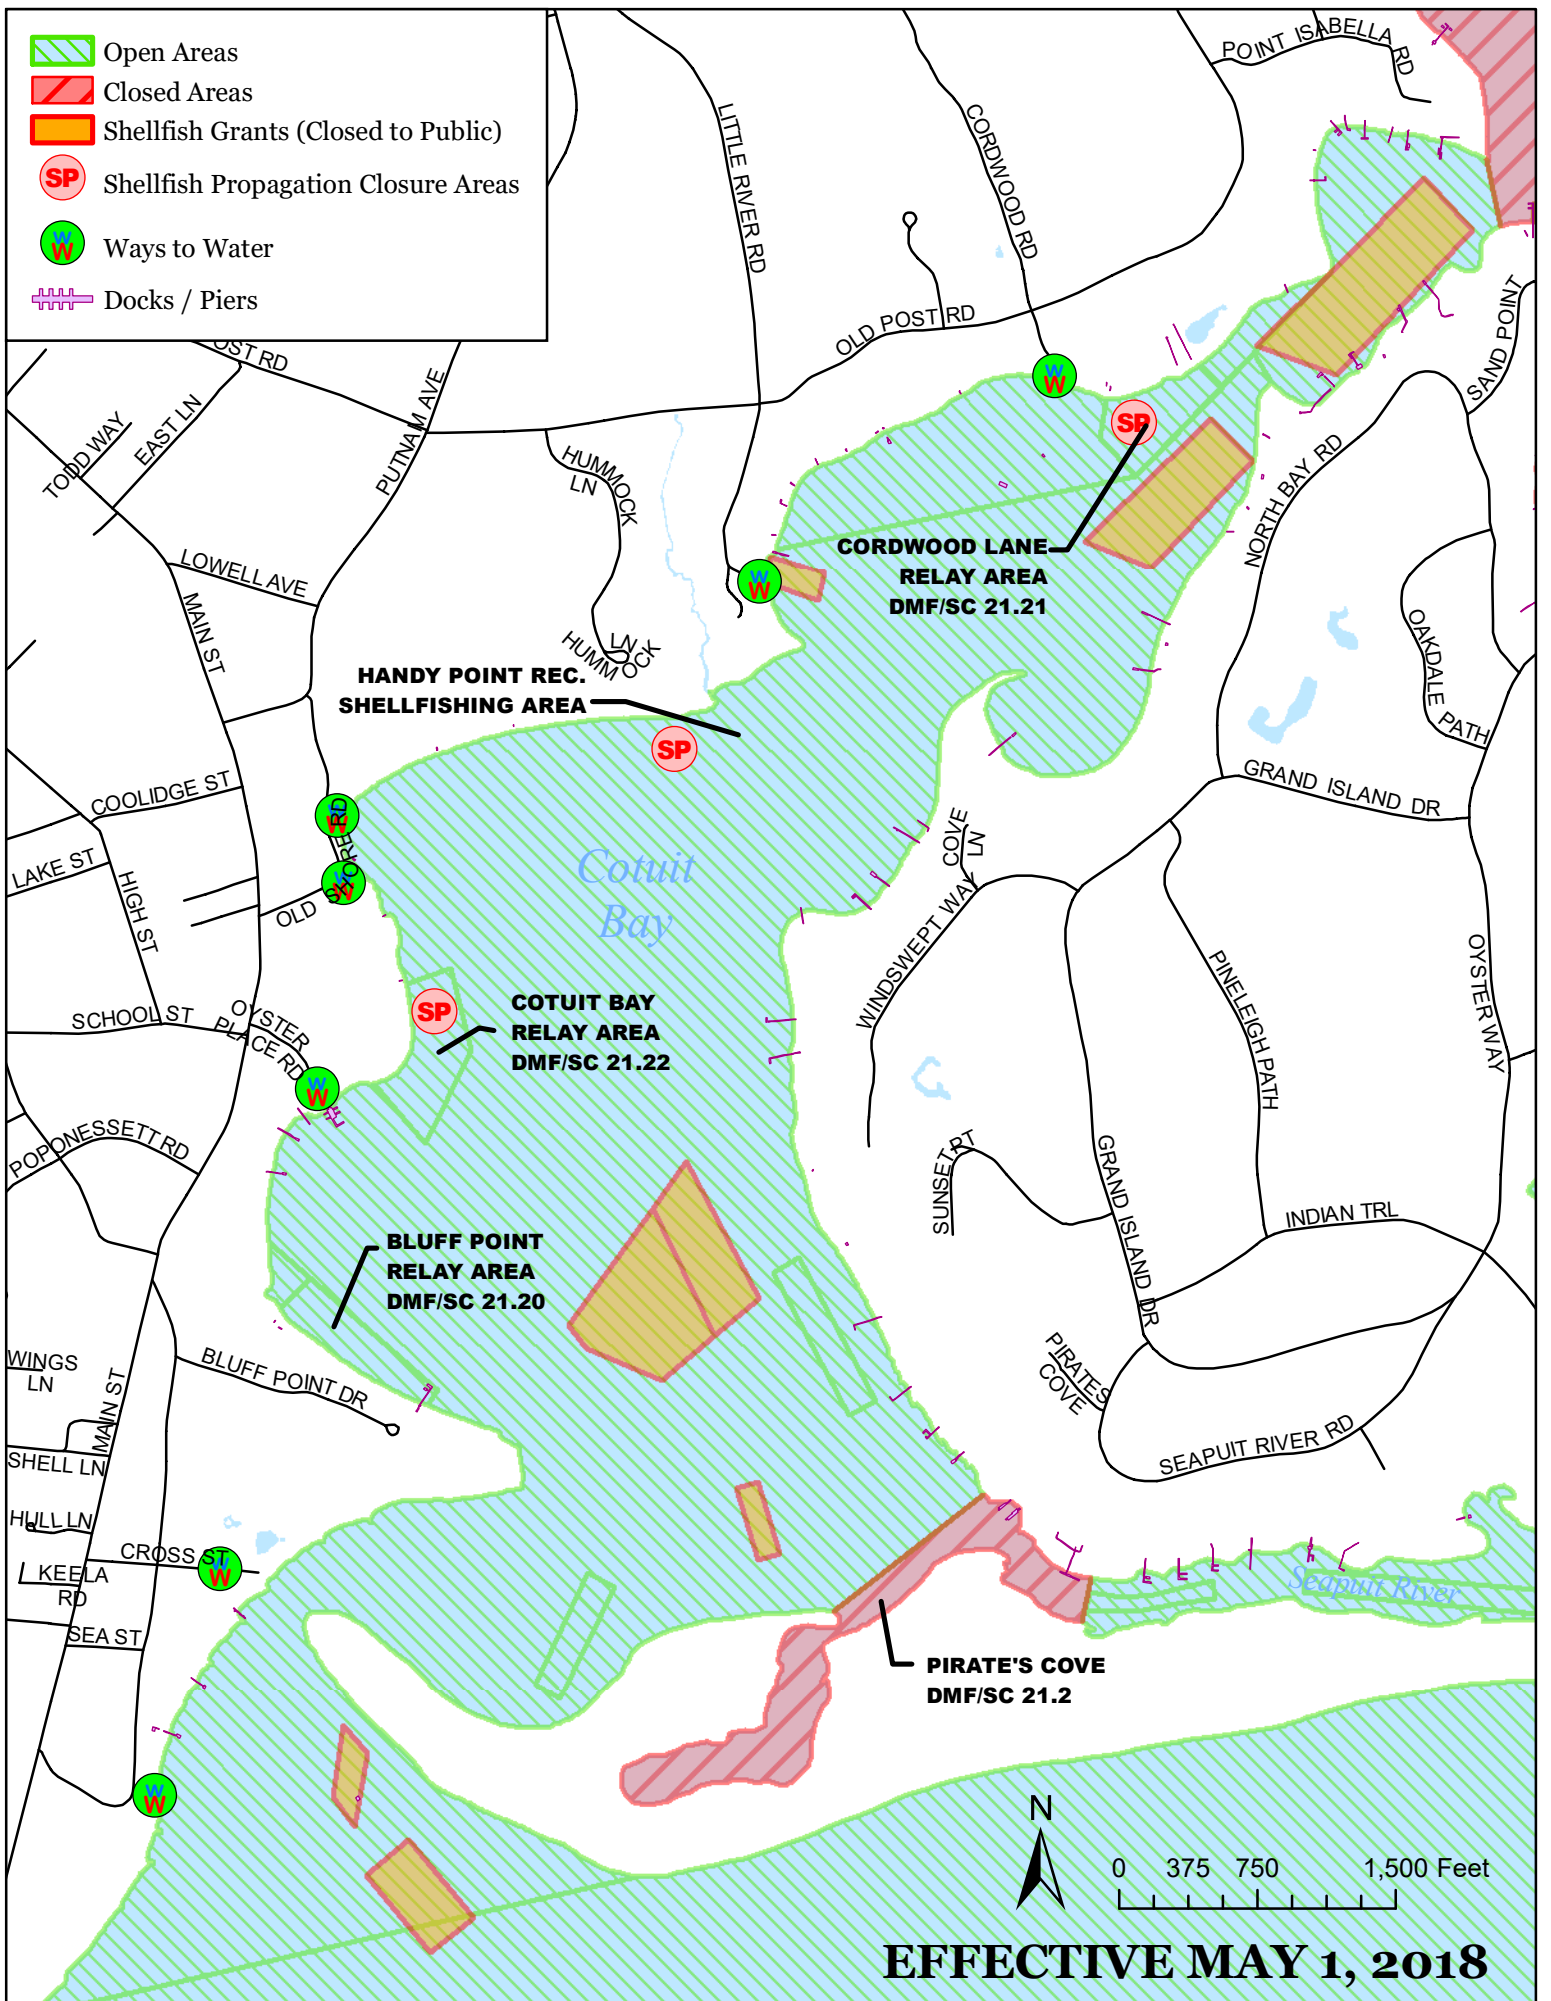 Open Areas
Closed Areas
Shellfish Grants (Closed to Public)
SP Shellfish Propagation Closure Areas
W W Ways to Water
Docks / Piers
POINT ISABELLA RD
LITTLE RIVER RD
CORDWOOD RD
OLD POST RD
SAND POINT
OST RD
PUTNAM AVE
EAST LN
TODD WAY
HUMMOCK LN
W W
SP
NORTH BAY RD
CORDWOOD LANE
RELAY AREA
DMF/SC 21.21
LOWELL AVE
MAIN ST
W W
HUMMOCK LN
OAKDALE PATH
HANDY POINT REC.
SHELLFISHING AREA
SP
GRAND ISLAND DR
COOLIDGE ST
LAKE ST
HIGH ST
W W
OLD SHORE RD
W W
COVE LN
WINDSWEPT WAY
Cotuit
Bay
PINELEIGH PATH
OYSTER WAY
SCHOOL ST
OYSTER PLACE RD
SP
COTUIT BAY
RELAY AREA
DMF/SC 21.22
W W
POPONESSETT RD
SUNSET PT
GRAND ISLAND DR
INDIAN TRL
BLUFF POINT
RELAY AREA
DMF/SC 21.20
WINGS LN
BLUFF POINT DR
MAIN ST
PIRATES COVE
SEAPUIT RIVER RD
SHELL LN
HULL LN
CROSS ST
W W
KEELA RD
SEA ST
Seapuit River
PIRATE'S COVE
DMF/SC 21.2
W W
N
0 375 750 1,500 Feet
EFFECTIVE MAY 1, 2018